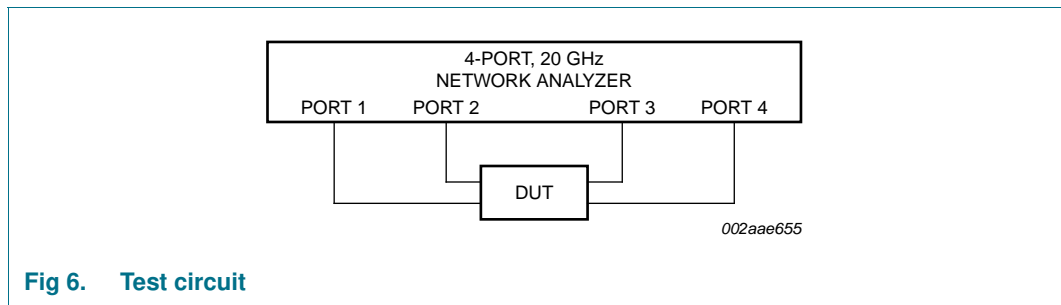 4-PORT, 20 GHz
NETWORK ANALYZER
PORT 1 PORT 2 PORT 3 PORT 4
DUT
002aae655
Fig 6. Test circuit